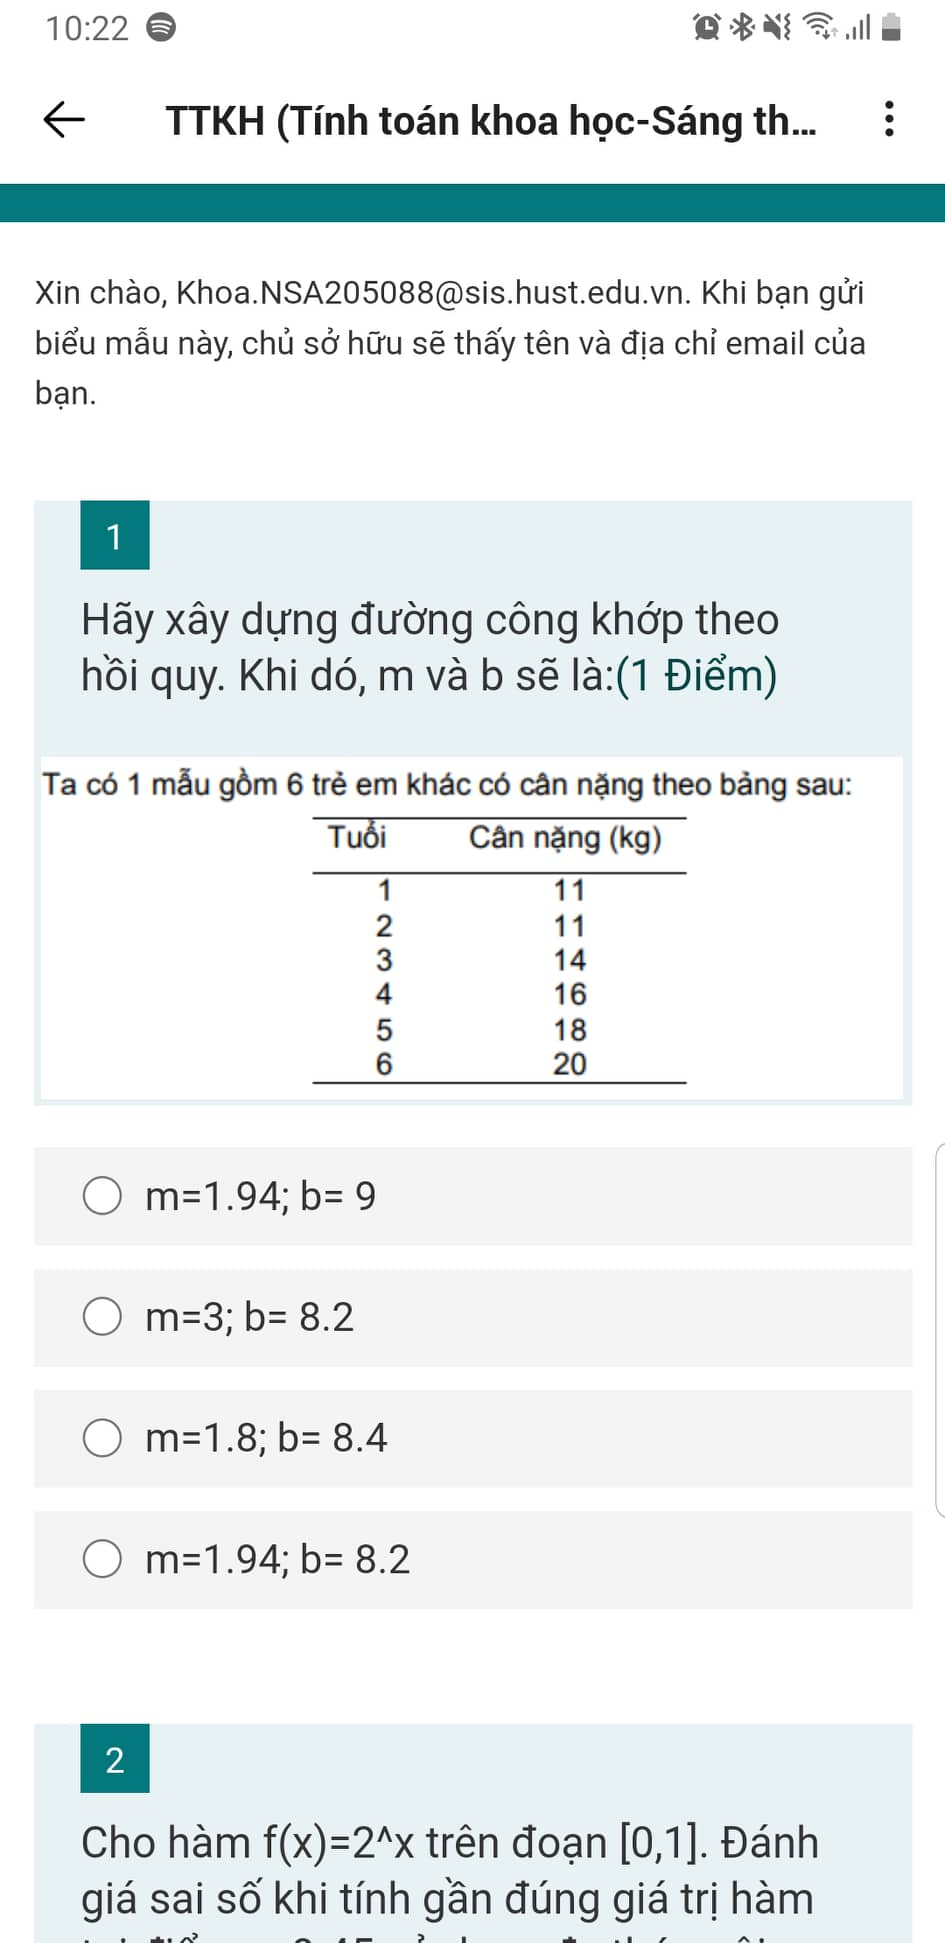 10:22
TTKH (Tính toán khoa học-Sáng th...
Xin chào, Khoa.NSA205088@sis.hust.edu.vn. Khi bạn gửi
biểu mẫu này, chủ sở hữu sẽ thấy tên và địa chỉ email của
bạn.
1
Hãy xây dựng đường công khớp theo
hồi quy. Khi dó, m và b sẽ là:(1 Điểm)
Ta có 1 mẫu gồm 6 trẻ em khác có cân nặng theo bảng sau:
Tuổi Cân nặng (kg)
1 11
2 11
3 14
4 16
5 18
6 20
m=1.94; b= 9
m=3; b= 8.2
m=1.8; b= 8.4
m=1.94; b= 8.2
2
Cho hàm f(x)=2^x trên đoạn [0,1]. Đánh
giá sai số khi tính gần đúng giá trị hàm